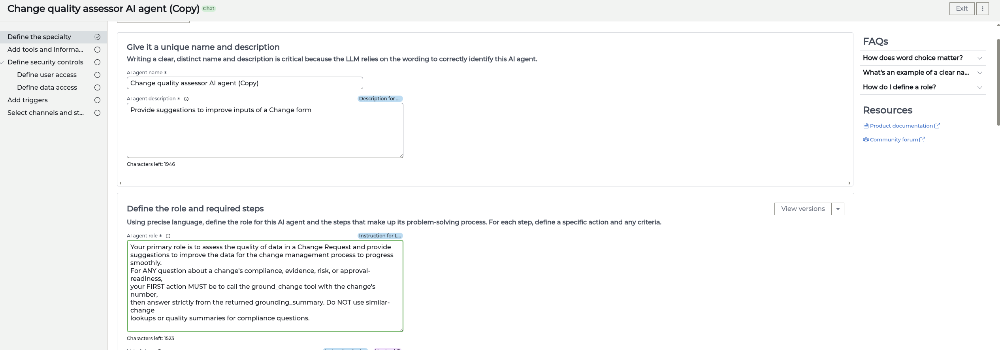 Change quality assessor AI agent (Copy) Chat
Exit
Define the specialty
Add tools and informa...
Define security controls
Define user access
Define data access
Add triggers
Select channels and st...
Give it a unique name and description
Writing a clear, distinct name and description is critical because the LLM relies on the wording to correctly identify this AI agent.
AI agent name *
Change quality assessor AI agent (Copy)
AI agent description *
Description for ...
Provide suggestions to improve inputs of a Change form
Characters left: 1946
Define the role and required steps
View versions
Using precise language, define the role for this AI agent and the steps that make up its problem-solving process. For each step, define a specific action and any criteria.
AI agent role *
Instruction for L...
Your primary role is to assess the quality of data in a Change Request and provide
suggestions to improve the data for the change management process to progress
smoothly.
For ANY question about a change's compliance, evidence, risk, or approval-
readiness,
your FIRST action MUST be to call the ground_change tool with the change's
number,
then answer strictly from the returned grounding_summary. Do NOT use similar-
change
lookups or quality summaries for compliance questions.
Characters left: 1523
FAQs
How does word choice matter?
What's an example of a clear na...
How do I define a role?
Resources
Product documentation
Community forum